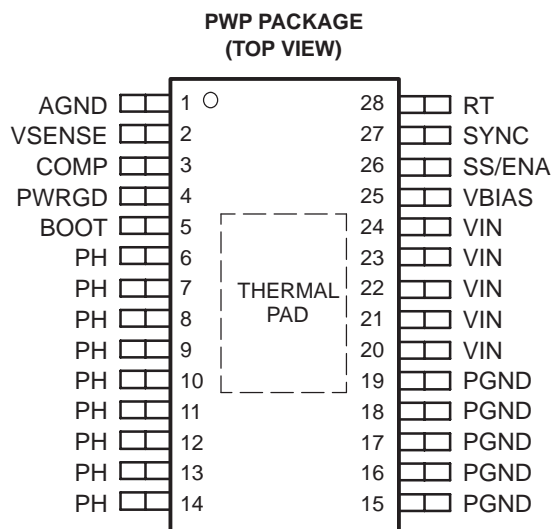 PWP PACKAGE
(TOP VIEW)
AGND 1 28 RT
VSENSE 2 27 SYNC
COMP 3 26 SS/ENA
PWRGD 4 25 VBIAS
BOOT 5 24 VIN
PH 6 23 VIN
PH 7 THERMAL 22 VIN
PH 8 PAD 21 VIN
PH 9 20 VIN
PH 10 19 PGND
PH 11 18 PGND
PH 12 17 PGND
PH 13 16 PGND
PH 14 15 PGND